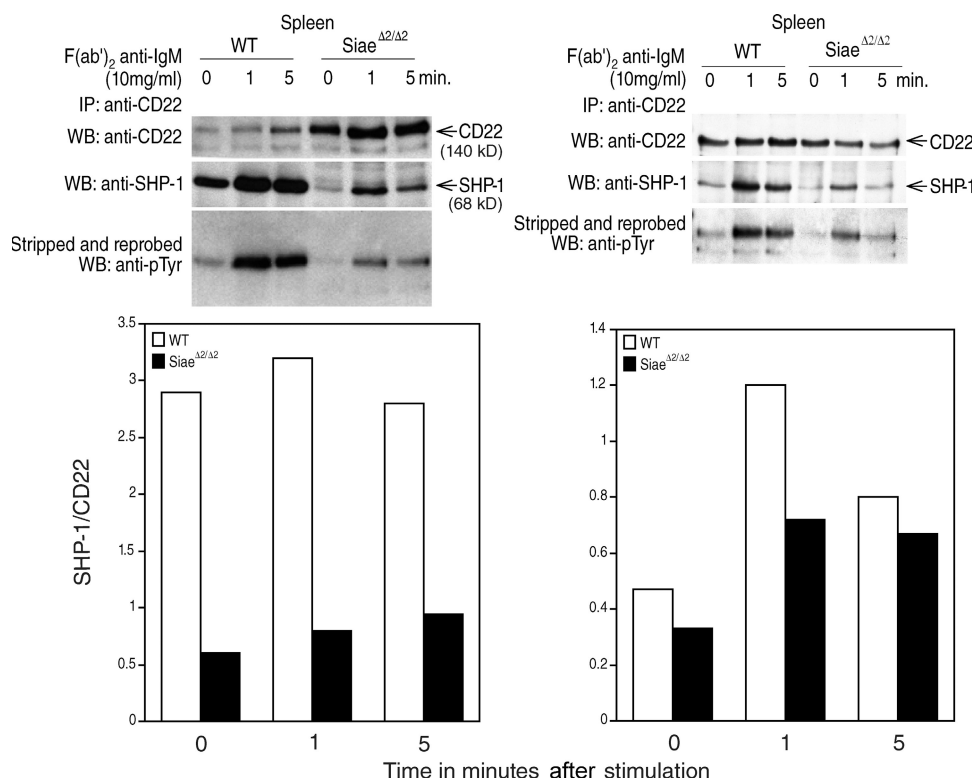 Spleen
WT Siae Δ2/Δ2
F(ab')2 anti-IgM
(10mg/ml) 0 1 5 0 1 5 min.
IP: anti-CD22
WB: anti-CD22 CD22
(140 kD)
WB: anti-SHP-1 SHP-1
(68 kD)
Stripped and reprobed
WB: anti-pTyr
Spleen
WT Siae Δ2/Δ2
F(ab')2 anti-IgM
(10mg/ml) 0 1 5 0 1 5 min.
IP: anti-CD22
WB: anti-CD22 CD22
WB: anti-SHP-1 SHP-1
Stripped and reprobed
WB: anti-pTyr
SHP-1/CD22
3.5
3
2.5
2
1.5
1
0.5
0
WT
Siae Δ2/Δ2
0 1 5
1.4
1.2
1
0.8
0.6
0.4
0.2
0
WT
Siae Δ2/Δ2
0 1 5
Time in minutes after stimulation